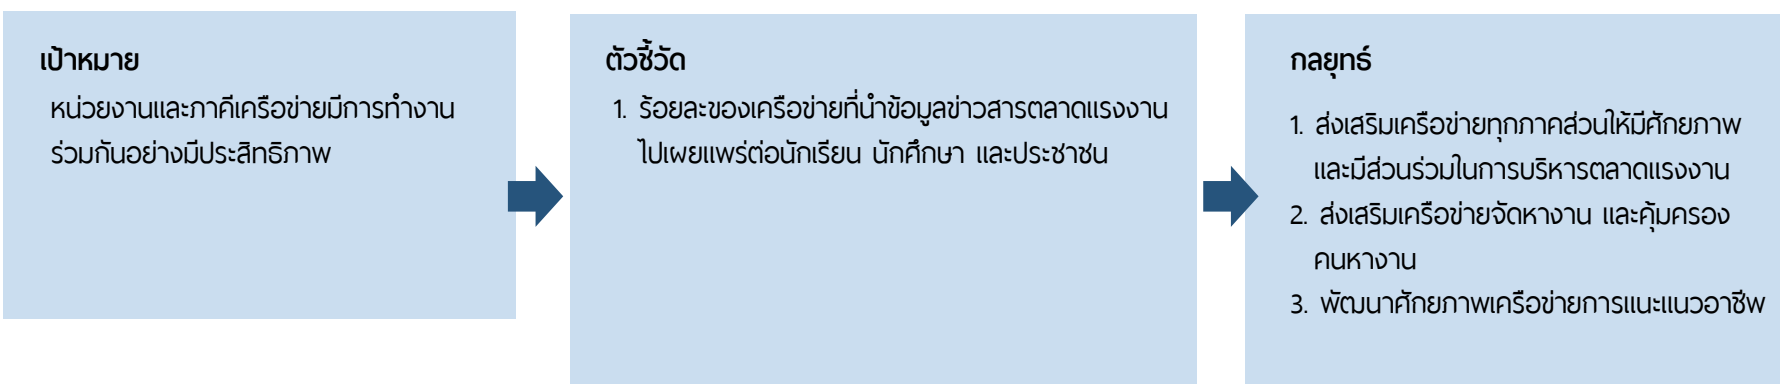 เป้าหมาย
หน่วยงานและภาคีเครือข่ายมีการทำงาน
ร่วมกันอย่างมีประสิทธิภาพ
ตัวชี้วัด
1. ร้อยละของเครือข่ายที่นำข้อมูลข่าวสารตลาดแรงงาน
ไปเผยแพร่ต่อนักเรียน นักศึกษา และประชาชน
กลยุทธ์
1. ส่งเสริมเครือข่ายทุกภาคส่วนให้มีศักยภาพ
และมีส่วนร่วมในการบริหารตลาดแรงงาน
2. ส่งเสริมเครือข่ายจัดหางาน และคุ้มครอง
คนหางาน
3. พัฒนาศักยภาพเครือข่ายการแนะแนวอาชีพ